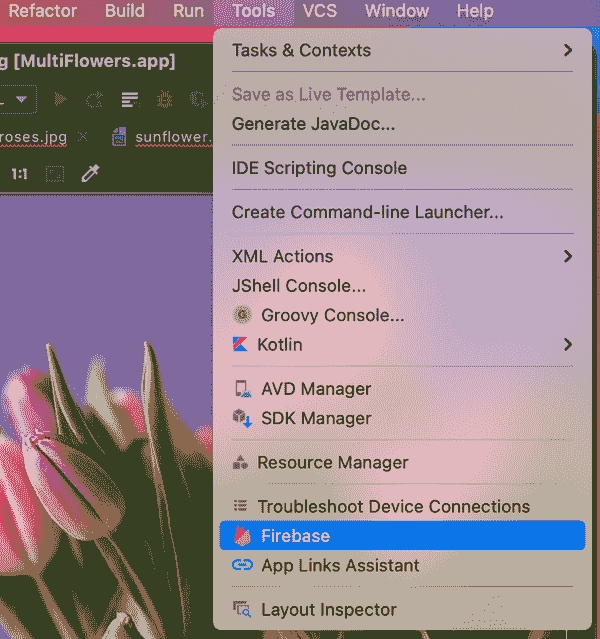 Refactor Build Run Tools VCS Window Help
g [MultiFlowers.app]
roses.jpg sunflower.
1:1
Tasks & Contexts
Save as Live Template...
Generate JavaDoc...
IDE Scripting Console
Create Command-line Launcher...
XML Actions
JShell Console...
Groovy Console...
Kotlin
AVD Manager
SDK Manager
Resource Manager
Troubleshoot Device Connections
Firebase
App Links Assistant
Layout Inspector